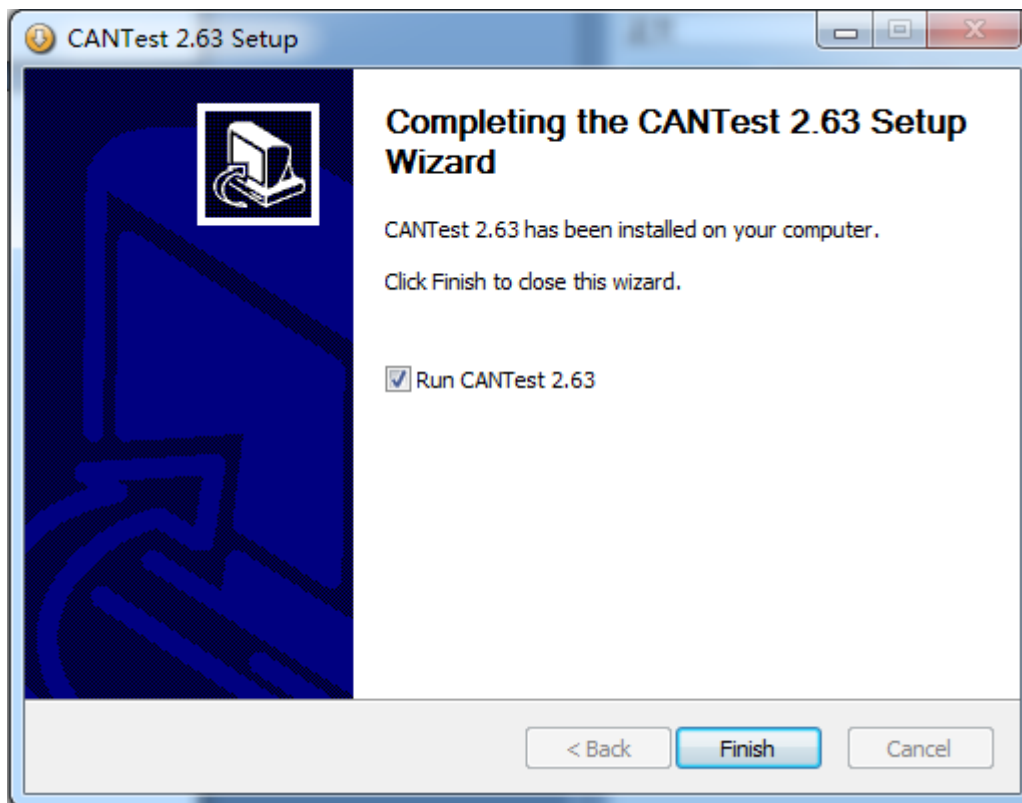 CANTest 2.63 Setup
Completing the CANTest 2.63 Setup
Wizard
CANTest 2.63 has been installed on your computer.
Click Finish to close this wizard.
Run CANTest 2.63
< Back
Finish
Cancel